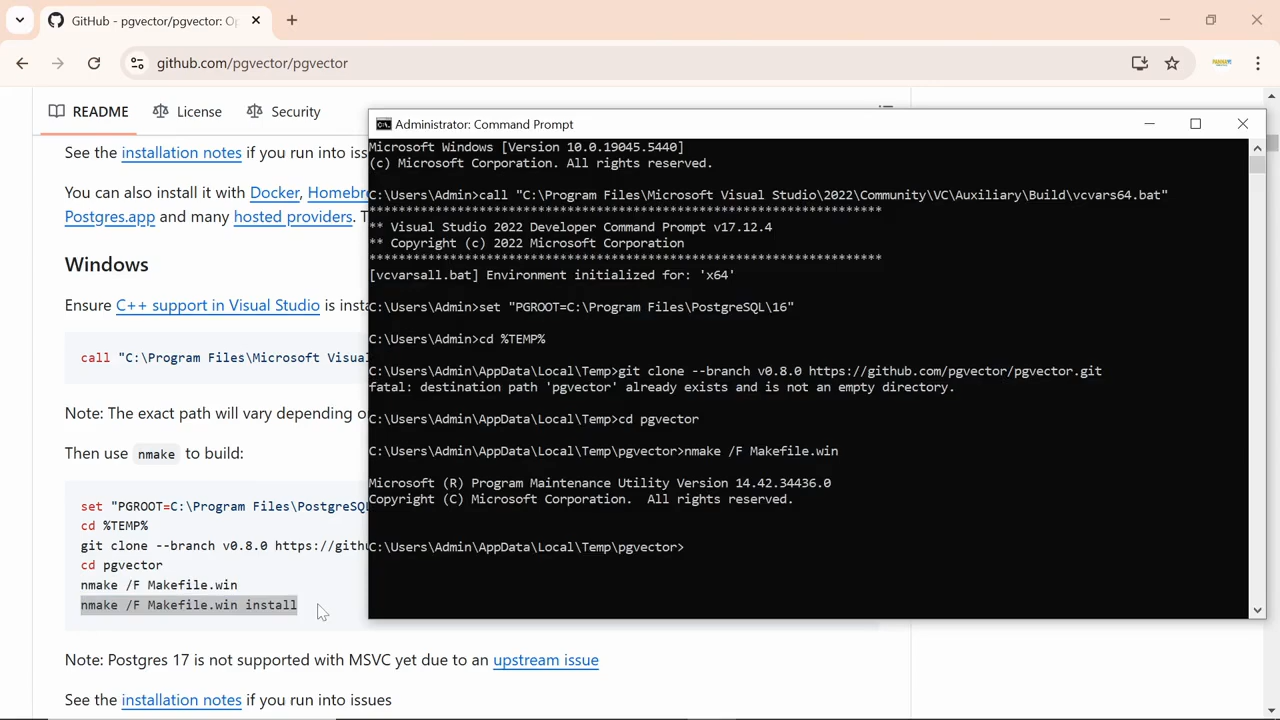 GitHub - pgvector/pgvector: Op
github.com/pgvector/pgvector
README License Security
See the installation notes if you run into iss
You can also install it with Docker, Homebr
Postgres.app and many hosted providers. T
Windows
Ensure C++ support in Visual Studio is insta
call "C:\Program Files\Microsoft Visual
Note: The exact path will vary depending o
Then use nmake to build:
set "PGROOT=C:\Program Files\PostgreSQL
cd %TEMP%
git clone --branch v0.8.0 https://githu
cd pgvector
nmake /F Makefile.win
nmake /F Makefile.win install
Note: Postgres 17 is not supported with MSVC yet due to an upstream issue
See the installation notes if you run into issues
Administrator: Command Prompt
Microsoft Windows [Version 10.0.19045.5440]
(c) Microsoft Corporation. All rights reserved.
C:\Users\Admin>call "C:\Program Files\Microsoft Visual Studio\2022\Community\VC\Auxiliary\Build\vcvars64.bat"
**********************************************************************
** Visual Studio 2022 Developer Command Prompt v17.12.4
** Copyright (c) 2022 Microsoft Corporation
**********************************************************************
[vcvarsall.bat] Environment initialized for: 'x64'
C:\Users\Admin>set "PGROOT=C:\Program Files\PostgreSQL\16"
C:\Users\Admin>cd %TEMP%
C:\Users\Admin\AppData\Local\Temp>git clone --branch v0.8.0 https://github.com/pgvector/pgvector.git
fatal: destination path 'pgvector' already exists and is not an empty directory.
C:\Users\Admin\AppData\Local\Temp>cd pgvector
C:\Users\Admin\AppData\Local\Temp\pgvector>nmake /F Makefile.win
Microsoft (R) Program Maintenance Utility Version 14.42.34436.0
Copyright (C) Microsoft Corporation.  All rights reserved.
C:\Users\Admin\AppData\Local\Temp\pgvector>